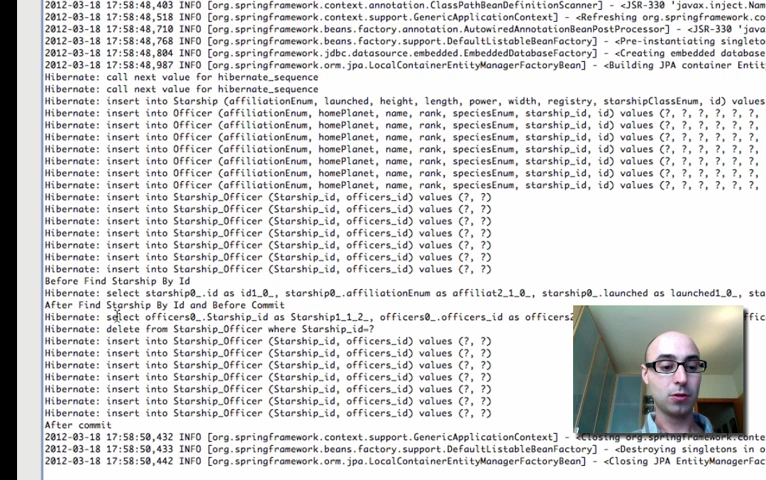 2012-03-18 17:58:48,403 INFO [org.springframework.context.annotation.ClassPathBeanDefinitionScanner] - <JSR-330 'javax.inject.Nam
2012-03-18 17:58:48,518 INFO [org.springframework.context.support.GenericApplicationContext] - <Refreshing org.springframework.co
2012-03-18 17:58:48,710 INFO [org.springframework.beans.factory.annotation.AutowiredAnnotationBeanPostProcessor] - <JSR-330 'java
2012-03-18 17:58:48,768 INFO [org.springframework.beans.factory.support.DefaultListableBeanFactory] - <Pre-instantiating singleto
2012-03-18 17:58:48,804 INFO [org.springframework.jdbc.datasource.embedded.EmbeddedDatabaseFactory] - <Creating embedded database
2012-03-18 17:58:48,987 INFO [org.springframework.orm.jpa.LocalContainerEntityManagerFactoryBean] - <Building JPA container Entit
Hibernate: call next value for hibernate_sequence
Hibernate: call next value for hibernate_sequence
Hibernate: insert into Starship (affiliationEnum, launched, height, length, power, width, registry, starshipClassEnum, id) values
Hibernate: insert into Officer (affiliationEnum, homePlanet, name, rank, speciesEnum, starship_id, id) values (?, ?, ?, ?, ?, ?,
Hibernate: insert into Officer (affiliationEnum, homePlanet, name, rank, speciesEnum, starship_id, id) values (?, ?, ?, ?, ?, ?,
Hibernate: insert into Officer (affiliationEnum, homePlanet, name, rank, speciesEnum, starship_id, id) values (?, ?, ?, ?, ?, ?,
Hibernate: insert into Officer (affiliationEnum, homePlanet, name, rank, speciesEnum, starship_id, id) values (?, ?, ?, ?, ?, ?,
Hibernate: insert into Officer (affiliationEnum, homePlanet, name, rank, speciesEnum, starship_id, id) values (?, ?, ?, ?, ?, ?,
Hibernate: insert into Officer (affiliationEnum, homePlanet, name, rank, speciesEnum, starship_id, id) values (?, ?, ?, ?, ?, ?,
Hibernate: insert into Officer (affiliationEnum, homePlanet, name, rank, speciesEnum, starship_id, id) values (?, ?, ?, ?, ?, ?,
Hibernate: insert into Starship_Officer (Starship_id, officers_id) values (?, ?)
Hibernate: insert into Starship_Officer (Starship_id, officers_id) values (?, ?)
Hibernate: insert into Starship_Officer (Starship_id, officers_id) values (?, ?)
Hibernate: insert into Starship_Officer (Starship_id, officers_id) values (?, ?)
Hibernate: insert into Starship_Officer (Starship_id, officers_id) values (?, ?)
Hibernate: insert into Starship_Officer (Starship_id, officers_id) values (?, ?)
Hibernate: insert into Starship_Officer (Starship_id, officers_id) values (?, ?)
Before Find Starship By Id
Hibernate: select starship0_.id as id1_0_, starship0_.affiliationEnum as affiliat2_1_0_, starship0_.launched as launched1_0_, sta
After Find Starship By Id and Before Commit
Hibernate: select officers0_.Starship_id as Starship1_1_2_, officers0_.officers_id as officers2
Hibernate: delete from Starship_Officer where Starship_id=?
Hibernate: insert into Starship_Officer (Starship_id, officers_id) values (?, ?)
Hibernate: insert into Starship_Officer (Starship_id, officers_id) values (?, ?)
Hibernate: insert into Starship_Officer (Starship_id, officers_id) values (?, ?)
Hibernate: insert into Starship_Officer (Starship_id, officers_id) values (?, ?)
Hibernate: insert into Starship_Officer (Starship_id, officers_id) values (?, ?)
Hibernate: insert into Starship_Officer (Starship_id, officers_id) values (?, ?)
Hibernate: insert into Starship_Officer (Starship_id, officers_id) values (?, ?)
After commit
2012-03-18 17:58:50,432 INFO [org.springframework.context.support.GenericApplicationContext] - <Closing org.springframework.conte
2012-03-18 17:58:50,433 INFO [org.springframework.beans.factory.support.DefaultListableBeanFactory] - <Destroying singletons in o
2012-03-18 17:58:50,442 INFO [org.springframework.orm.jpa.LocalContainerEntityManagerFactoryBean] - <Closing JPA EntityManagerFac